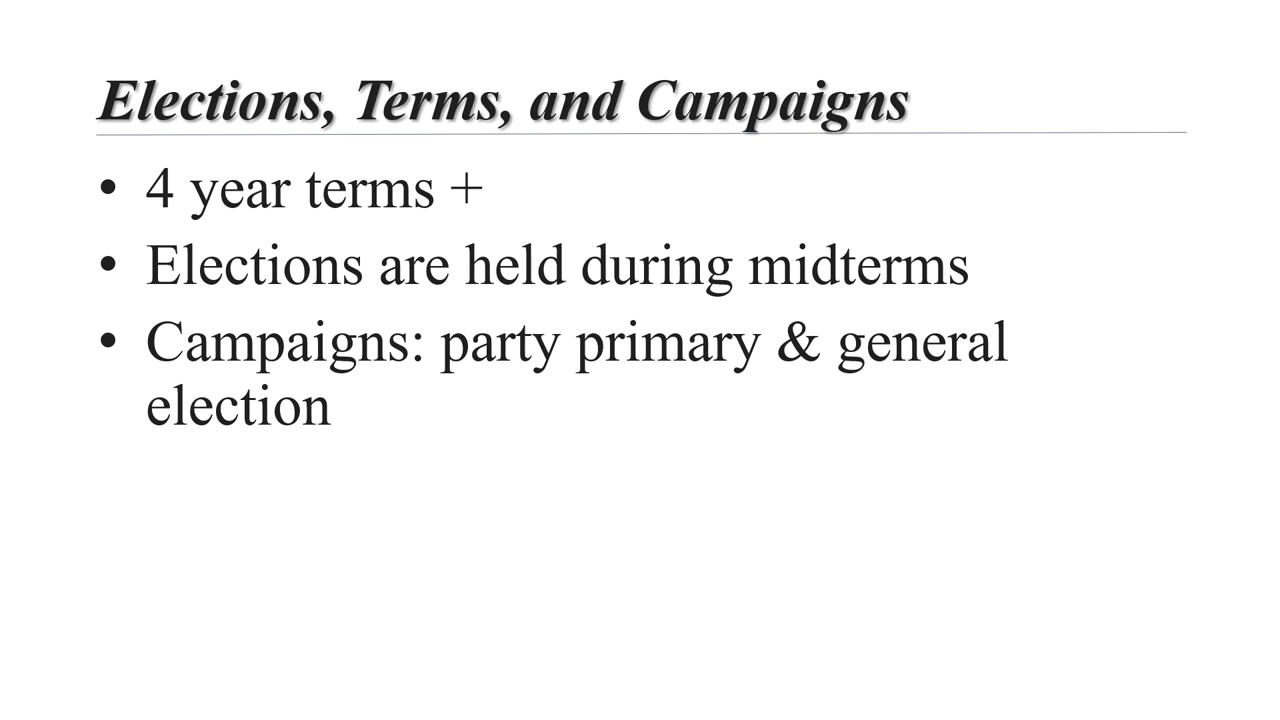 Elections, Terms, and Campaigns
• 4 year terms +
• Elections are held during midterms
• Campaigns: party primary & general
election